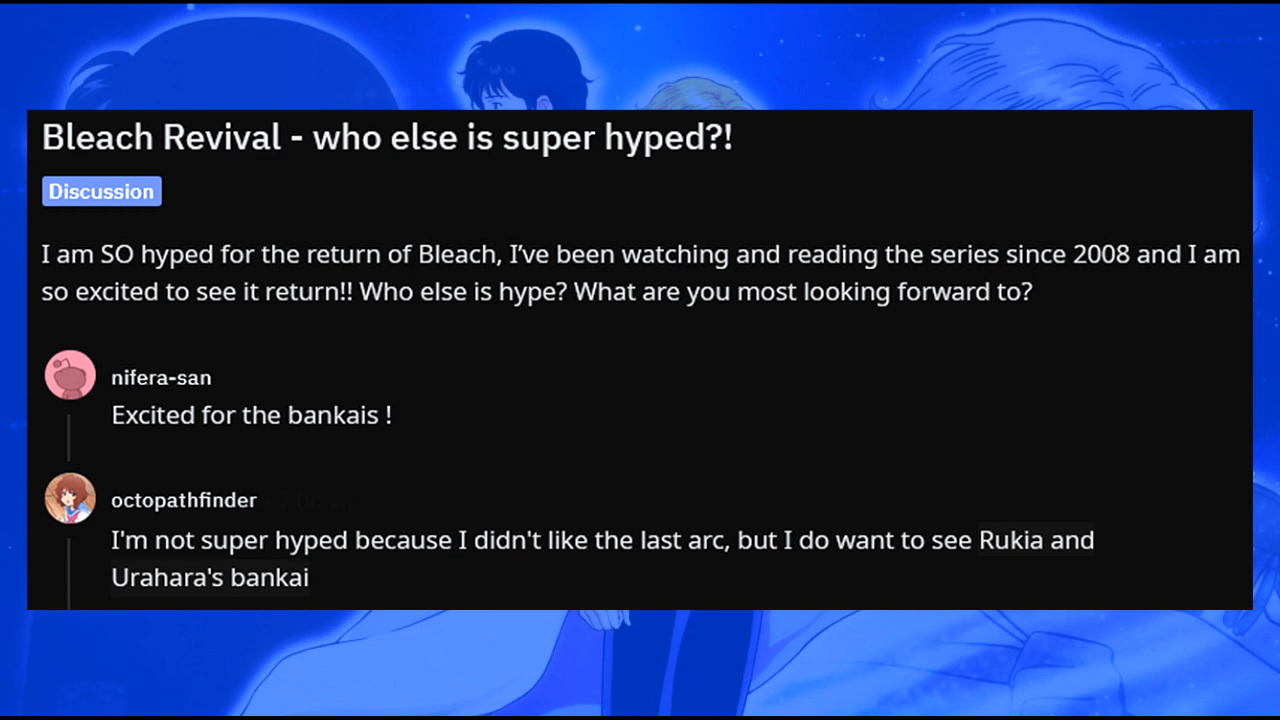 Bleach Revival - who else is super hyped?!
Discussion
I am SO hyped for the return of Bleach, I’ve been watching and reading the series since 2008 and I am
so excited to see it return!! Who else is hype? What are you most looking forward to?
nifera-san
Excited for the bankais !
octopathfinder
I'm not super hyped because I didn't like the last arc, but I do want to see Rukia and
Urahara's bankai